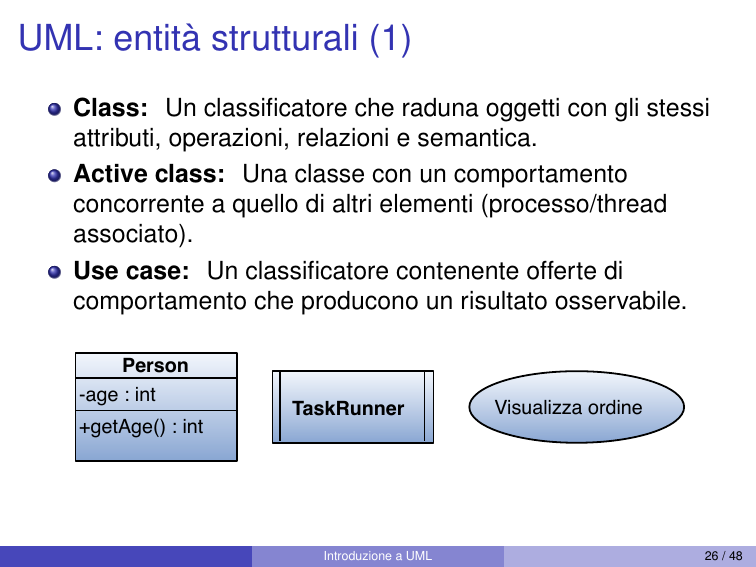 UML: entità strutturali (1)
Class: Un classificatore che raduna oggetti con gli stessi
attributi, operazioni, relazioni e semantica.
Active class: Una classe con un comportamento
concorrente a quello di altri elementi (processo/thread
associato).
Use case: Un classificatore contenente offerte di
comportamento che producono un risultato osservabile.
Person
-age : int
+getAge() : int
TaskRunner
Visualizza ordine
Introduzione a UML
26 / 48